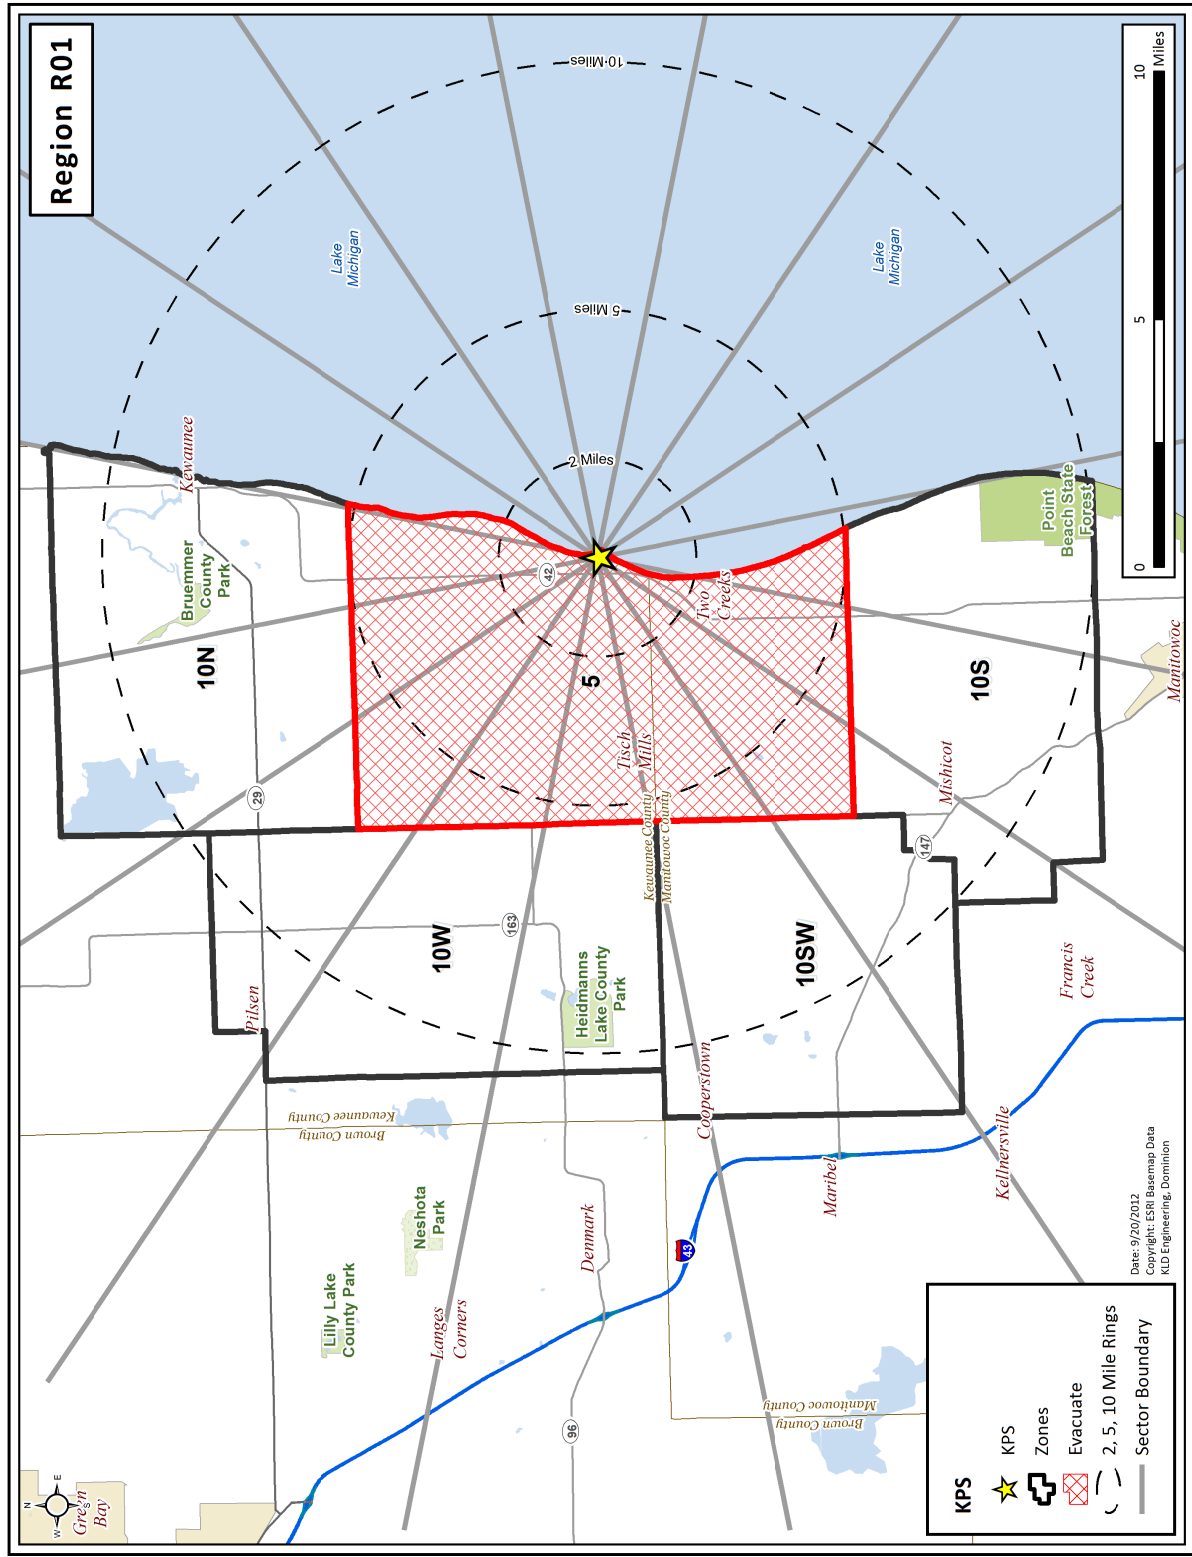 Region R01
10 Miles
5 Miles
2 Miles
Lake
Michigan
Lake
Michigan
Kewaunee
Bruemmer
County
Park
10N
29
42
5
Two
Creeks
Tisch
Mills
Kewaunee County
Manitowoc County
10S
Point
Beach State
Forest
Mishicot
147
Manitowoc
10W
163
Heidmanns
Lake County
Park
10SW
Pilsen
Francis
Creek
Cooperstown
Kewaunee County
Brown County
Maribel
Kellnersville
Neshota
Park
Lilly Lake
County Park
Denmark
Langes
Corners
43
96
Manitowoc County
Brown County
Green
Bay
N
E
S
W
0
5
10
Miles
Date: 9/20/2012
Copyright: ESRI Basemap Data
KLD Engineering, Dominion
KPS
KPS
Zones
Evacuate
2, 5, 10 Mile Rings
Sector Boundary